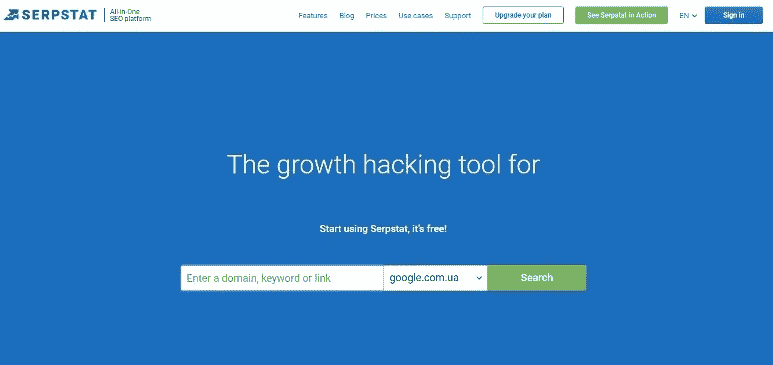 SERPSTAT
All-in-One
SEO platform
Features Blog Prices Use cases Support Upgrade your plan See Serpstat in Action EN Sign in
The growth hacking tool for
Start using Serpstat, it's free!
Enter a domain, keyword or link google.com.ua Search